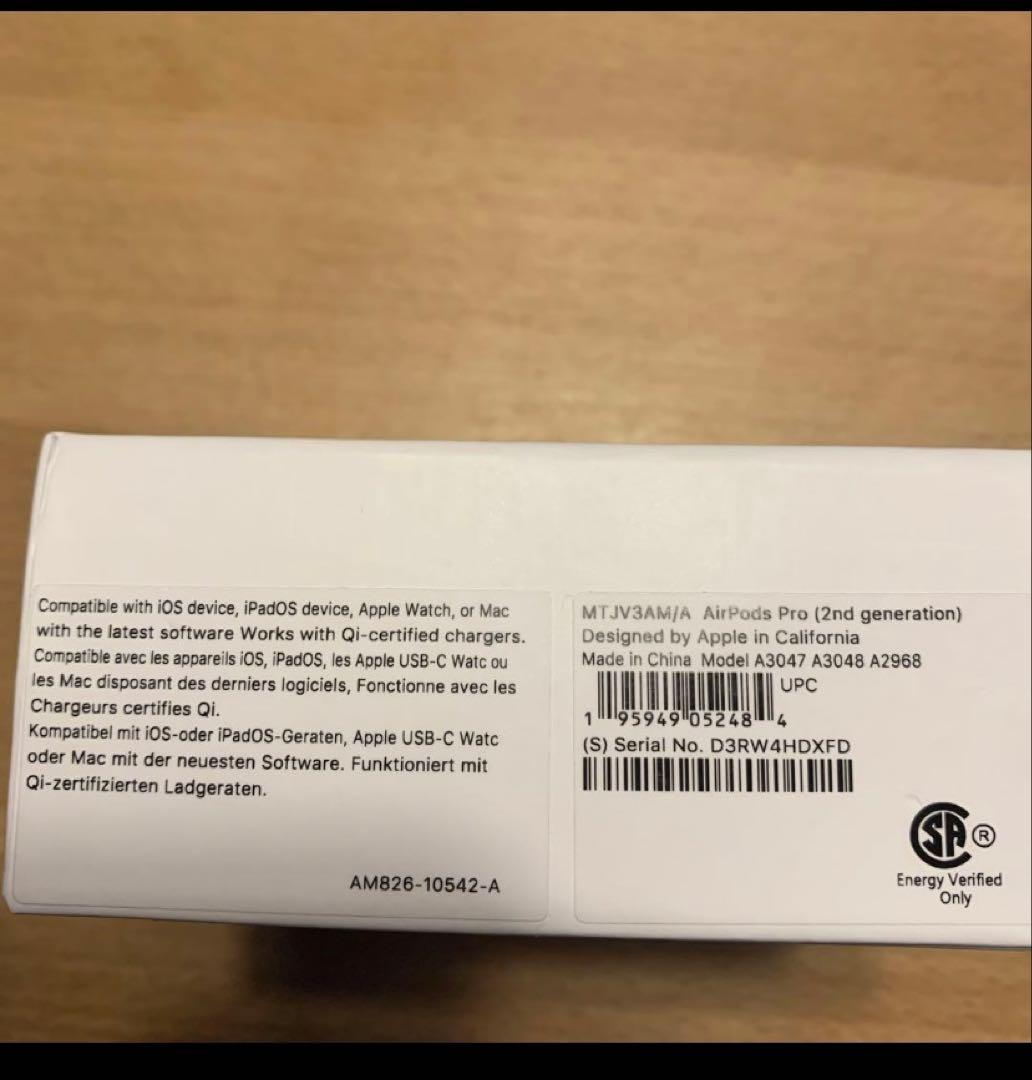 Compatible with iOS device, iPadOS device, Apple Watch, or Mac
with the latest software Works with Qi-certified chargers.
Compatible avec les appareils iOS, iPadOS, les Apple USB-C Watc ou
les Mac disposant des derniers logiciels, Fonctionne avec les
Chargeurs certifies Qi.
Kompatibel mit iOS-oder iPadOS-Geraten, Apple USB-C Watc
oder Mac mit der neuesten Software. Funktioniert mit
Qi-zertifizierten Ladgeraten.
AM826-10542-A
MTJV3AM/A AirPods Pro (2nd generation)
Designed by Apple in California
Made in China Model A3047 A3048 A2968
UPC
1 95949 05248 4
(S) Serial No. D3RW4HDXFD
SA ®
Energy Verified
Only